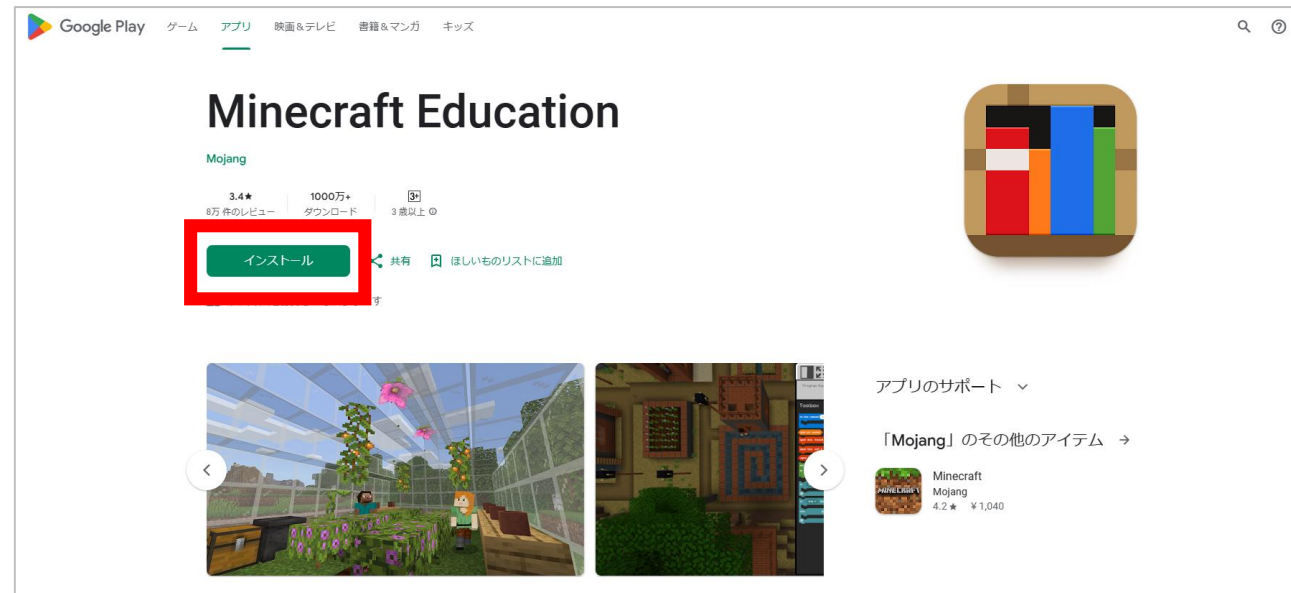 Google Play ゲーム アプリ 映画&テレビ 書籍&マンガ キッズ
Minecraft Education
Mojang
3.4★ 1000万+ 3+
8万 件のレビュー ダウンロード 3 歳以上
インストール 共有 ほしいものリストに追加
す
Toolbox
アプリのサポート
「Mojang」のその他のアイテム
MINECRAFT
Minecraft
Mojang
4.2★ ¥1,040